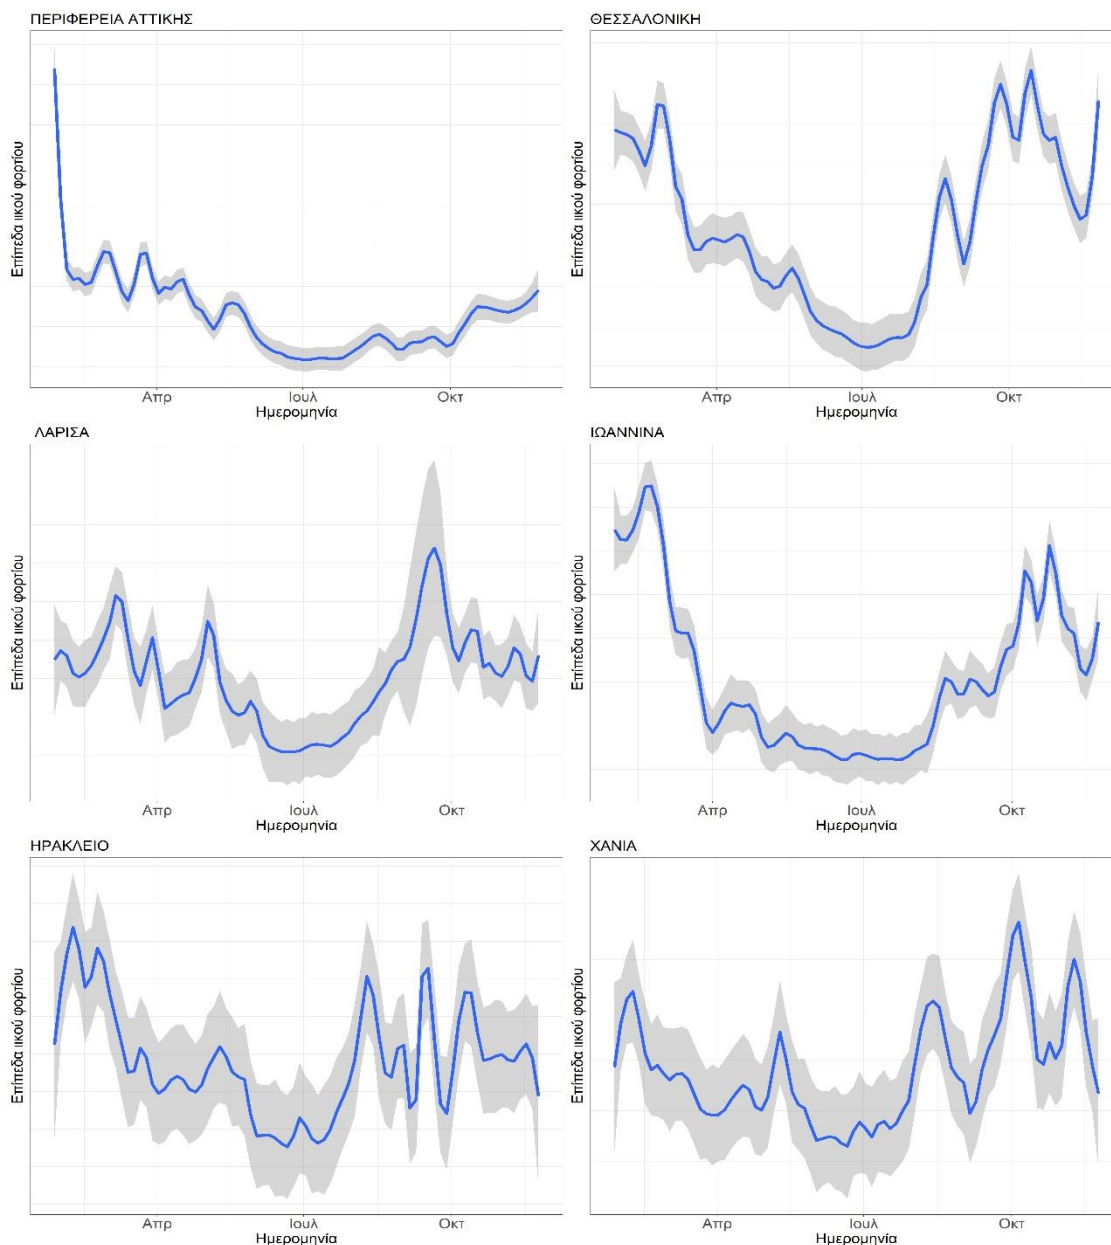 ΠΕΡΙΦΕΡΕΙΑ ΑΤΤΙΚΗΣ
Επίπεδα ιικού φορτίου
Απρ Ιουλ Οκτ
Ημερομηνία
ΘΕΣΣΑΛΟΝΙΚΗ
Επίπεδα ιικού φορτίου
Απρ Ιουλ Οκτ
Ημερομηνία
ΛΑΡΙΣΑ
Επίπεδα ιικού φορτίου
Απρ Ιουλ Οκτ
Ημερομηνία
ΙΩΑΝΝΙΝΑ
Επίπεδα ιικού φορτίου
Απρ Ιουλ Οκτ
Ημερομηνία
ΗΡΑΚΛΕΙΟ
Επίπεδα ιικού φορτίου
Απρ Ιουλ Οκτ
Ημερομηνία
ΧΑΝΙΑ
Επίπεδα ιικού φορτίου
Απρ Ιουλ Οκτ
Ημερομηνία